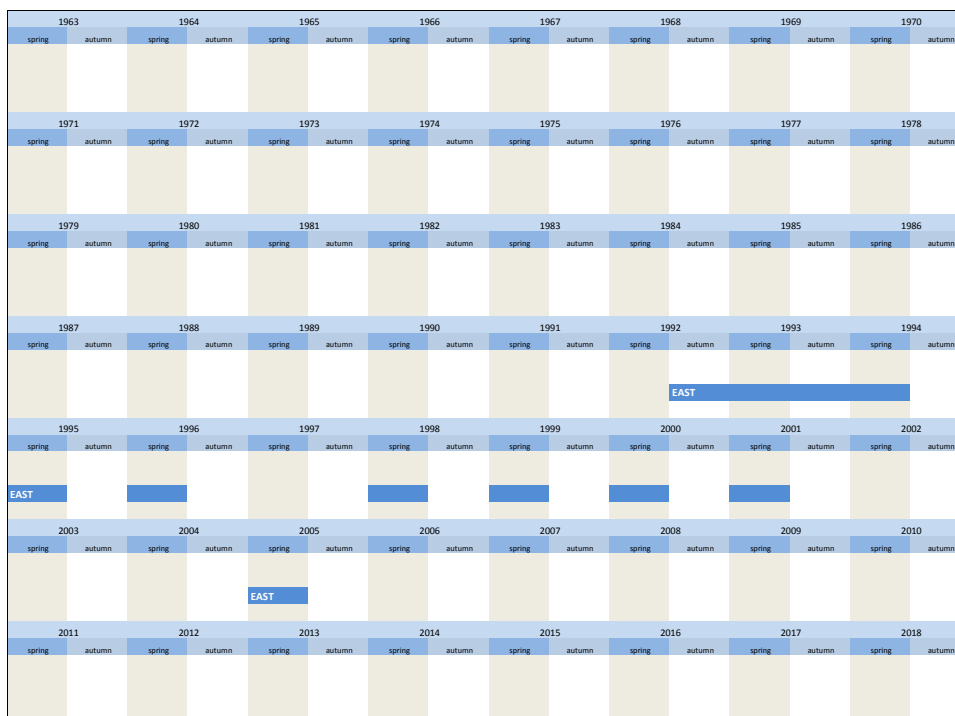 1963 1964 1965 1966 1967 1968 1969 1970
spring autumn spring autumn spring autumn spring autumn spring autumn spring autumn spring autumn spring autumn
1971 1972 1973 1974 1975 1976 1977 1978
spring autumn spring autumn spring autumn spring autumn spring autumn spring autumn spring autumn spring autumn
1979 1980 1981 1982 1983 1984 1985 1986
spring autumn spring autumn spring autumn spring autumn spring autumn spring autumn spring autumn spring autumn
1987 1988 1989 1990 1991 1992 1993 1994
spring autumn spring autumn spring autumn spring autumn spring autumn spring autumn spring autumn spring autumn
EAST
1995 1996 1997 1998 1999 2000 2001 2002
spring autumn spring autumn spring autumn spring autumn spring autumn spring autumn spring autumn spring autumn
EAST
2003 2004 2005 2006 2007 2008 2009 2010
spring autumn spring autumn spring autumn spring autumn spring autumn spring autumn spring autumn spring autumn
EAST
2011 2012 2013 2014 2015 2016 2017 2018
spring autumn spring autumn spring autumn spring autumn spring autumn spring autumn spring autumn spring autumn